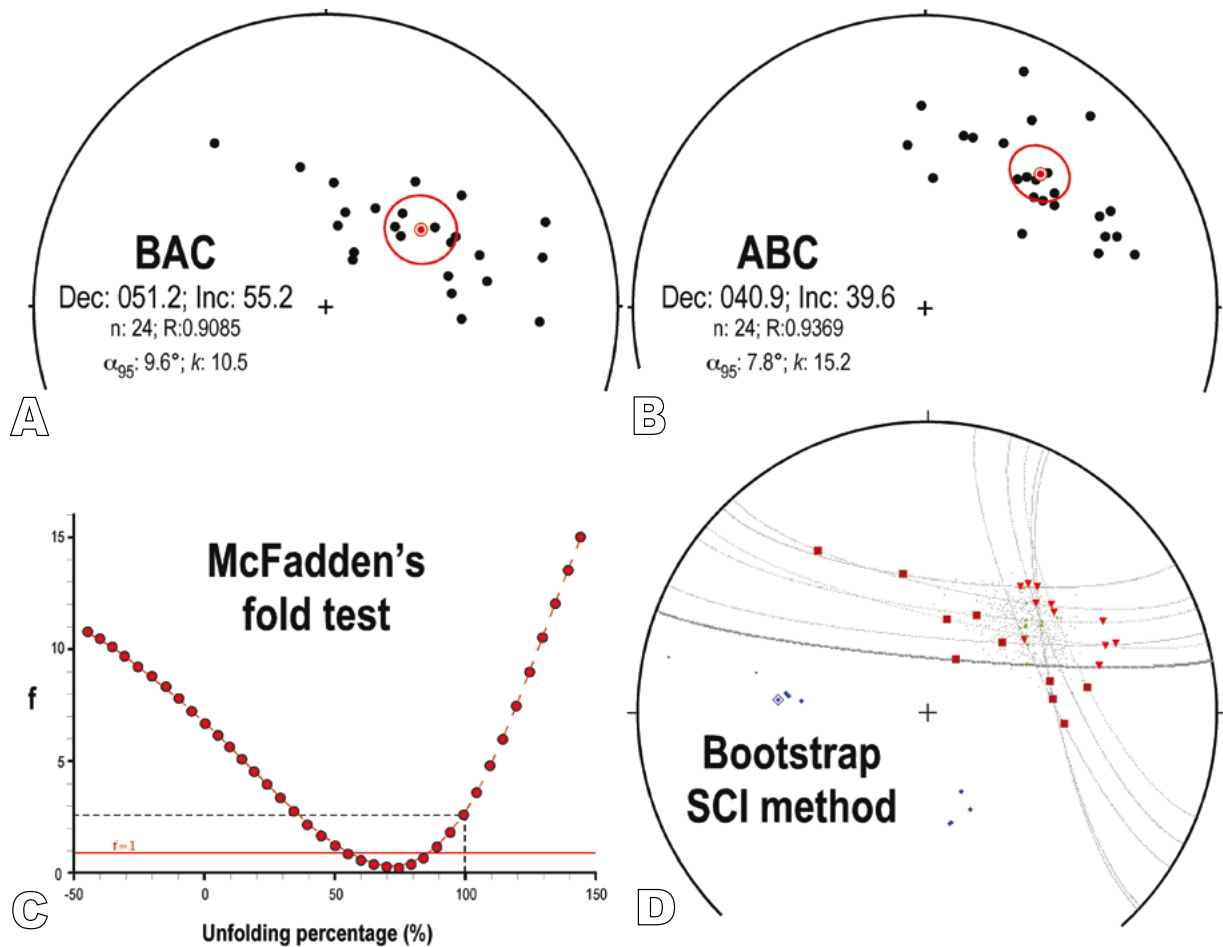 BAC
Dec: 051.2; Inc: 55.2
n: 24; R:0.9085
α95: 9.6°; k: 10.5
A
ABC
Dec: 040.9; Inc: 39.6
n: 24; R:0.9369
α95: 7.8°; k: 15.2
B
McFadden's
fold test
15
10
f
5
f=1
0
-50
0
50
100
150
Unfolding percentage (%)
C
Bootstrap
SCI method
D